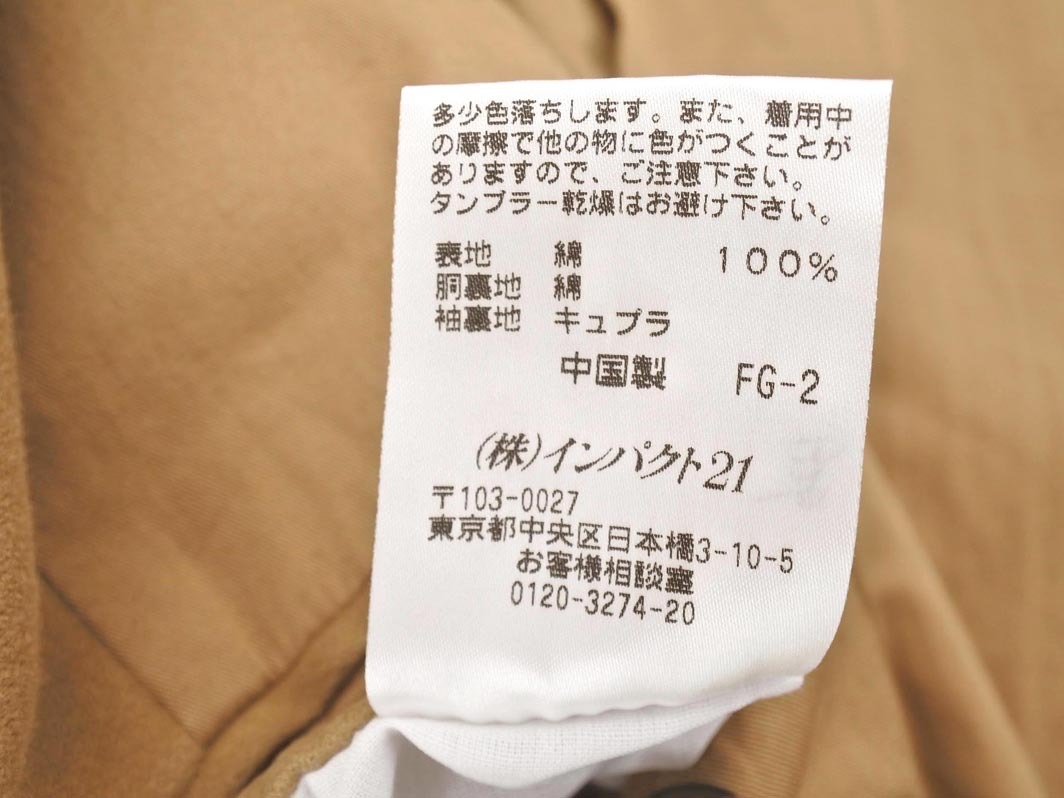 多少色落ちします。また、着用中
の摩擦で他の物に色がつくことが
ありますので、ご注意下さい。
タンブラー乾燥はお避け下さい。
表地 綿 100%
胴裏地 綿
袖裏地 キュプラ
中国製 FG-2
(株)インパクト21
〒103-0027
東京都中央区日本橋3-10-5
お客様相談室
0120-3274-20